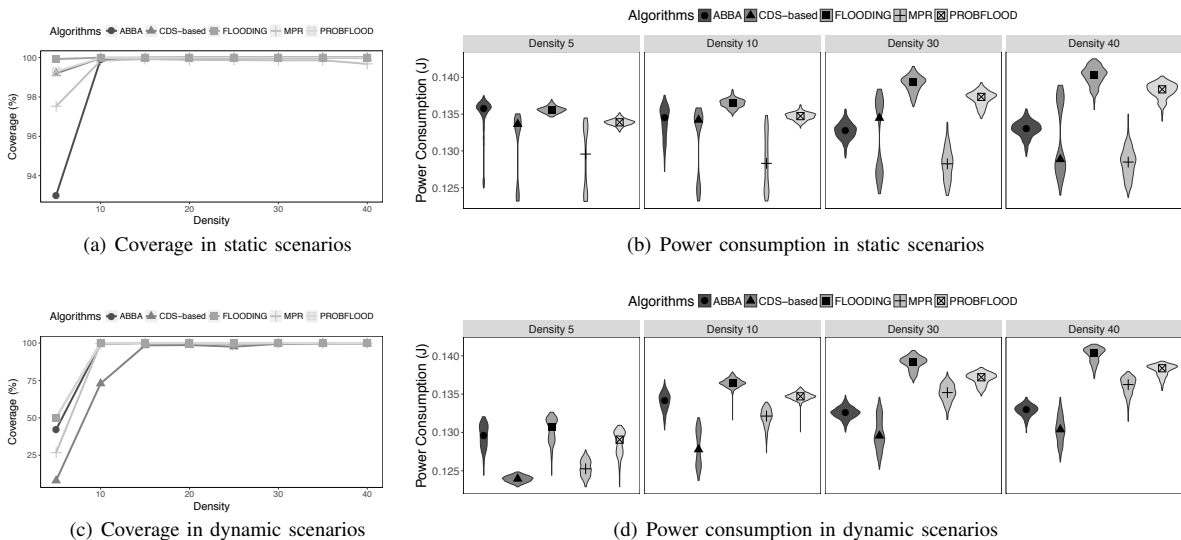 Algorithms ABBA CDS-based FLOODING MPR PROBFLOOD
100
98
96
94
Coverage (%)
10 20 30 40
Density
(a) Coverage in static scenarios
Algorithms ABBA CDS-based FLOODING MPR PROBFLOOD
Density 5 Density 10 Density 30 Density 40
0.140
0.135
0.130
0.125
Power Consumption (J)
(b) Power consumption in static scenarios
Algorithms ABBA CDS-based FLOODING MPR PROBFLOOD
100
75
50
25
Coverage (%)
10 20 30 40
Density
(c) Coverage in dynamic scenarios
Algorithms ABBA CDS-based FLOODING MPR PROBFLOOD
Density 5 Density 10 Density 30 Density 40
0.140
0.135
0.130
0.125
Power Consumption (J)
(d) Power consumption in dynamic scenarios